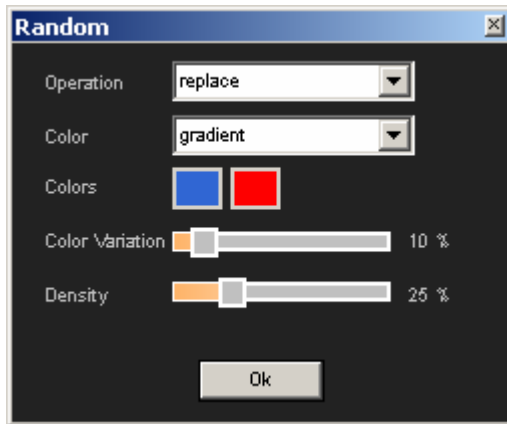 Random
Operation replace
Color gradient
Colors
Color Variation 10 %
Density 25 %
Ok